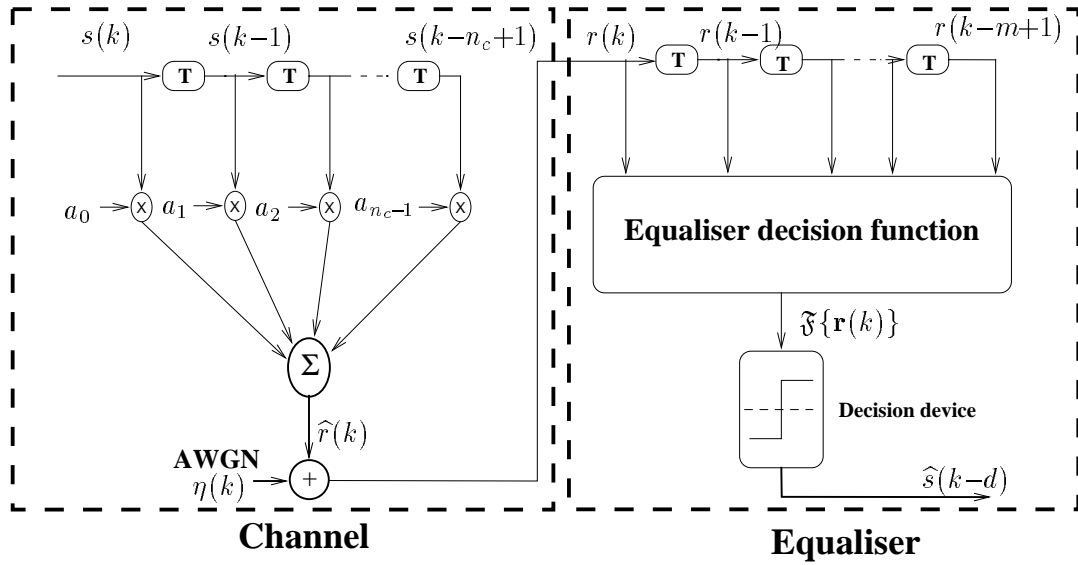 s(k) s(k−1) s(k−n_c+1)
T T T
a_0 x a_1 x a_2 x a_{n_c−1} x
Σ
r̂(k)
AWGN
η(k) +
Channel
r(k) r(k−1) r(k−m+1)
T T T
Equaliser decision function
𝔉{r(k)}
Decision device
ŝ(k−d)
Equaliser